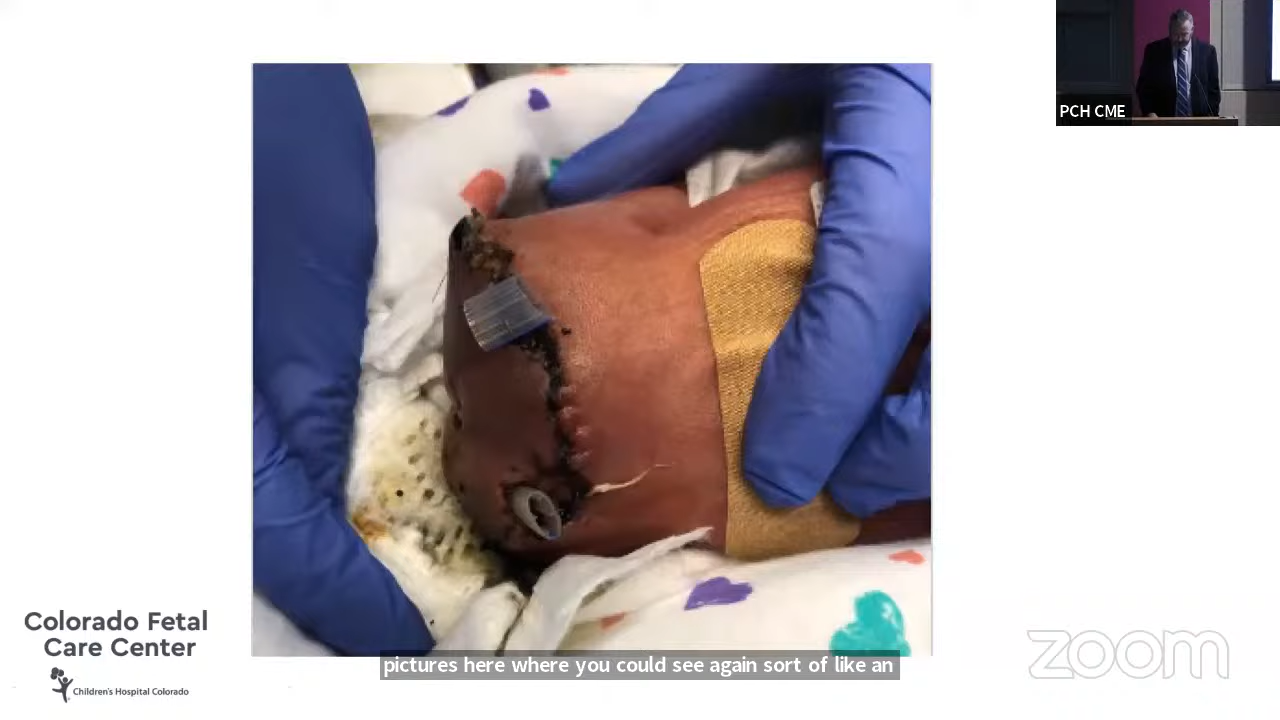 PCH CME
Colorado Fetal
Care Center
Children's Hospital Colorado
pictures here where you could see again sort of like an
zoom